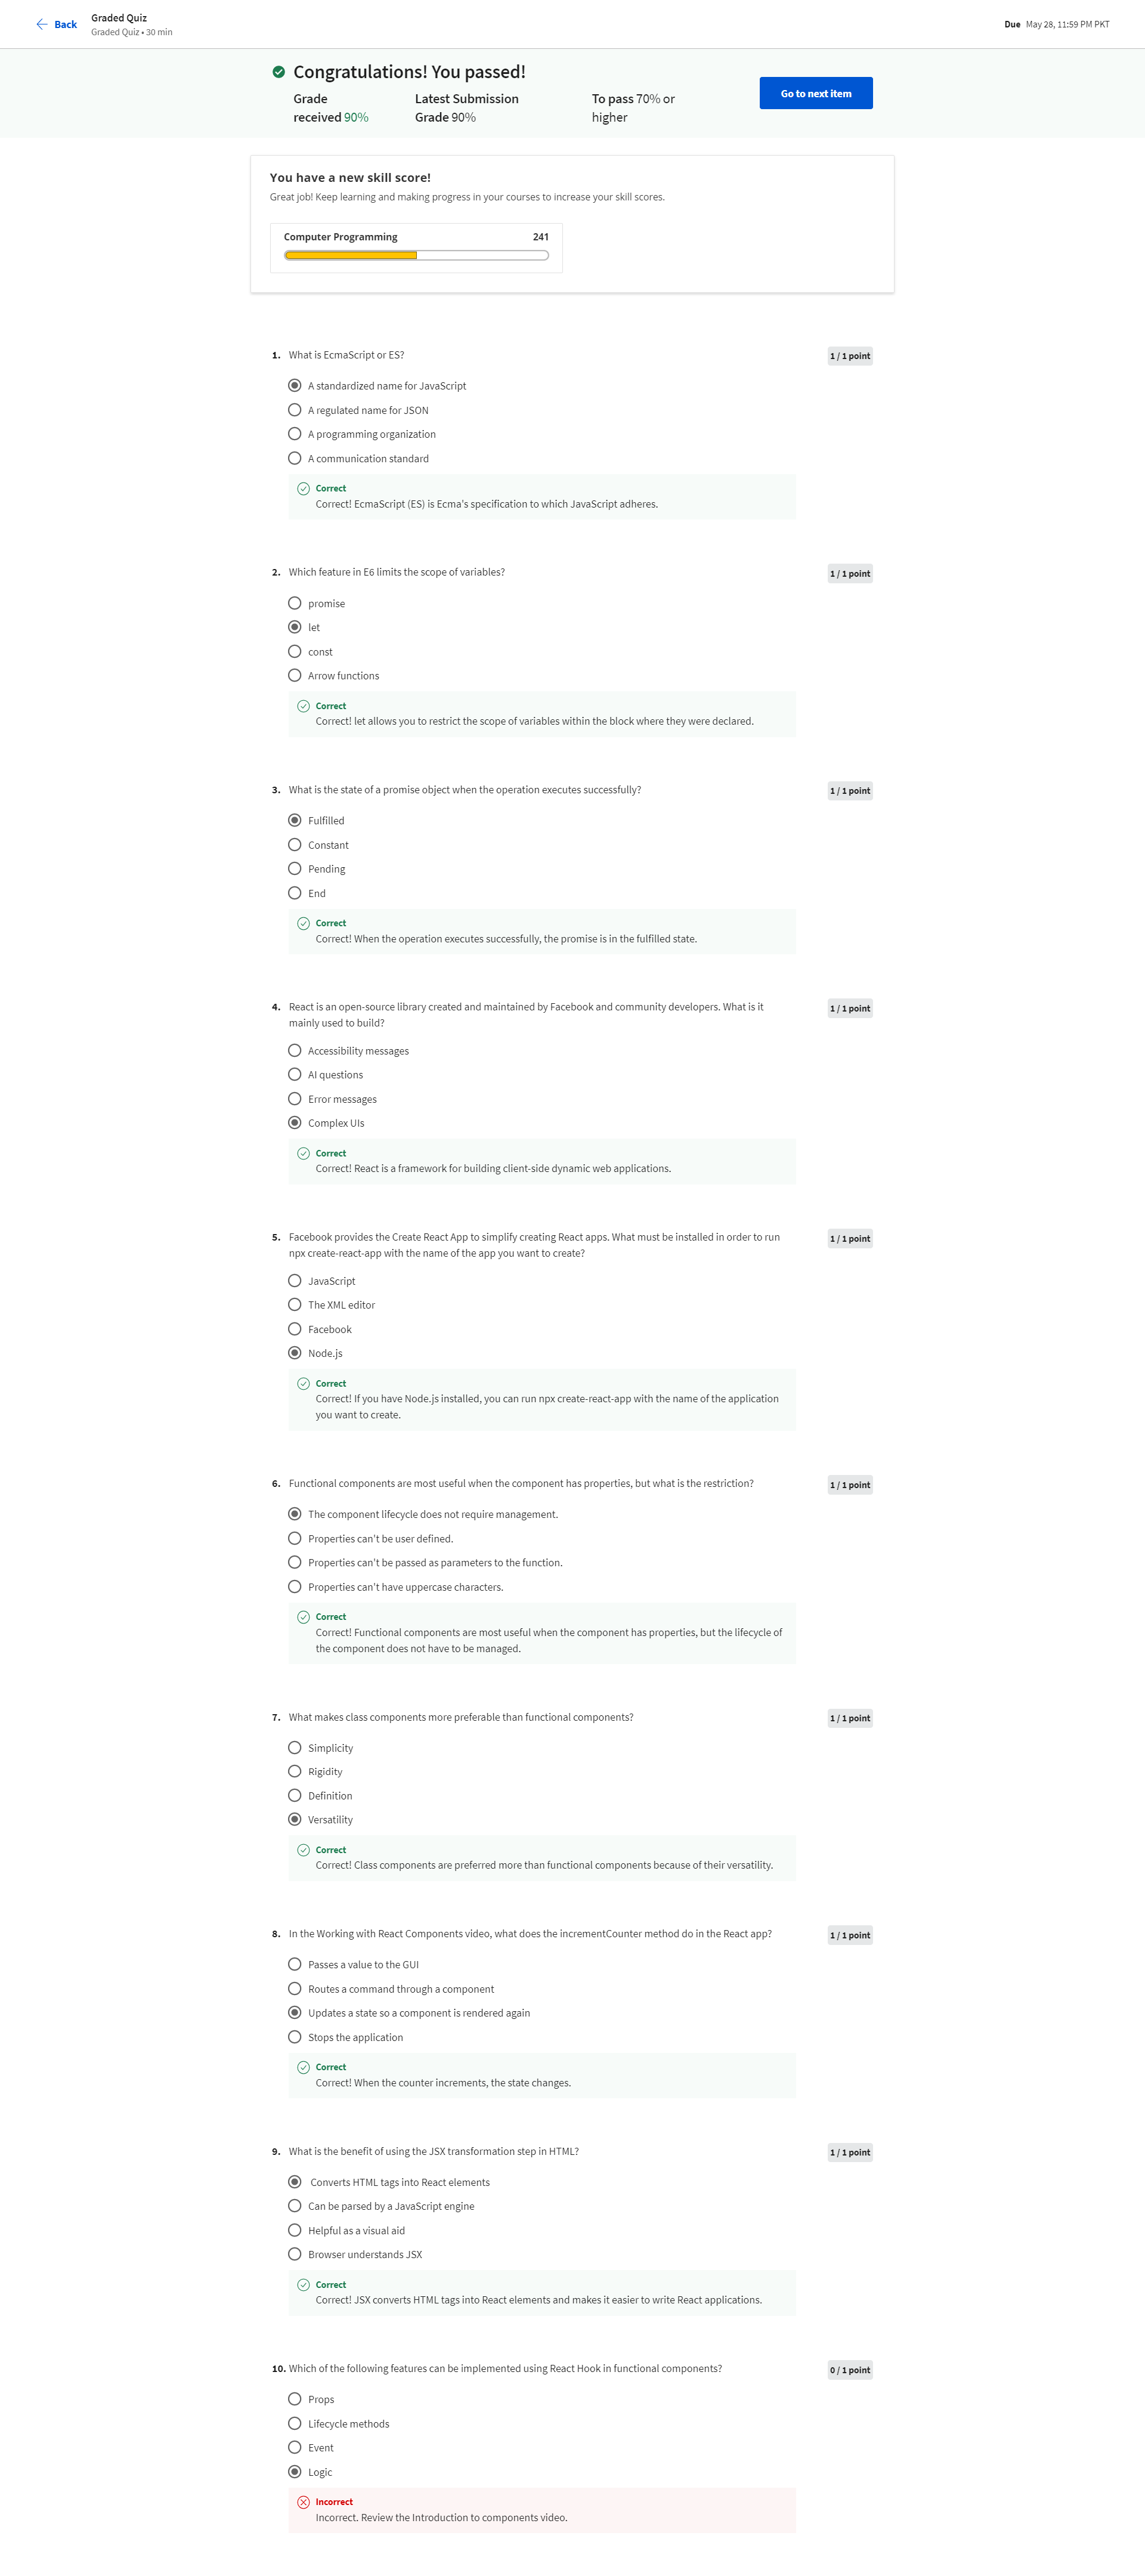 Back
Graded Quiz
Graded Quiz • 30 min
Due May 28, 11:59 PM PKT
Congratulations! You passed!
Grade
received 90%
Latest Submission
Grade 90%
To pass 70% or
higher
Go to next item
You have a new skill score!
Great job! Keep learning and making progress in your courses to increase your skill scores.
Computer Programming 241
1. What is EcmaScript or ES? 1 / 1 point
A standardized name for JavaScript
A regulated name for JSON
A programming organization
A communication standard
Correct
Correct! EcmaScript (ES) is Ecma's specification to which JavaScript adheres.
2. Which feature in E6 limits the scope of variables? 1 / 1 point
promise
let
const
Arrow functions
Correct
Correct! let allows you to restrict the scope of variables within the block where they were declared.
3. What is the state of a promise object when the operation executes successfully? 1 / 1 point
Fulfilled
Constant
Pending
End
Correct
Correct! When the operation executes successfully, the promise is in the fulfilled state.
4. React is an open-source library created and maintained by Facebook and community developers. What is it 1 / 1 point
mainly used to build?
Accessibility messages
AI questions
Error messages
Complex UIs
Correct
Correct! React is a framework for building client-side dynamic web applications.
5. Facebook provides the Create React App to simplify creating React apps. What must be installed in order to run 1 / 1 point
npx create-react-app with the name of the app you want to create?
JavaScript
The XML editor
Facebook
Node.js
Correct
Correct! If you have Node.js installed, you can run npx create-react-app with the name of the application
you want to create.
6. Functional components are most useful when the component has properties, but what is the restriction? 1 / 1 point
The component lifecycle does not require management.
Properties can't be user defined.
Properties can't be passed as parameters to the function.
Properties can't have uppercase characters.
Correct
Correct! Functional components are most useful when the component has properties, but the lifecycle of
the component does not have to be managed.
7. What makes class components more preferable than functional components? 1 / 1 point
Simplicity
Rigidity
Definition
Versatility
Correct
Correct! Class components are preferred more than functional components because of their versatility.
8. In the Working with React Components video, what does the incrementCounter method do in the React app? 1 / 1 point
Passes a value to the GUI
Routes a command through a component
Updates a state so a component is rendered again
Stops the application
Correct
Correct! When the counter increments, the state changes.
9. What is the benefit of using the JSX transformation step in HTML? 1 / 1 point
Converts HTML tags into React elements
Can be parsed by a JavaScript engine
Helpful as a visual aid
Browser understands JSX
Correct
Correct! JSX converts HTML tags into React elements and makes it easier to write React applications.
10. Which of the following features can be implemented using React Hook in functional components? 0 / 1 point
Props
Lifecycle methods
Event
Logic
Incorrect
Incorrect. Review the Introduction to components video.